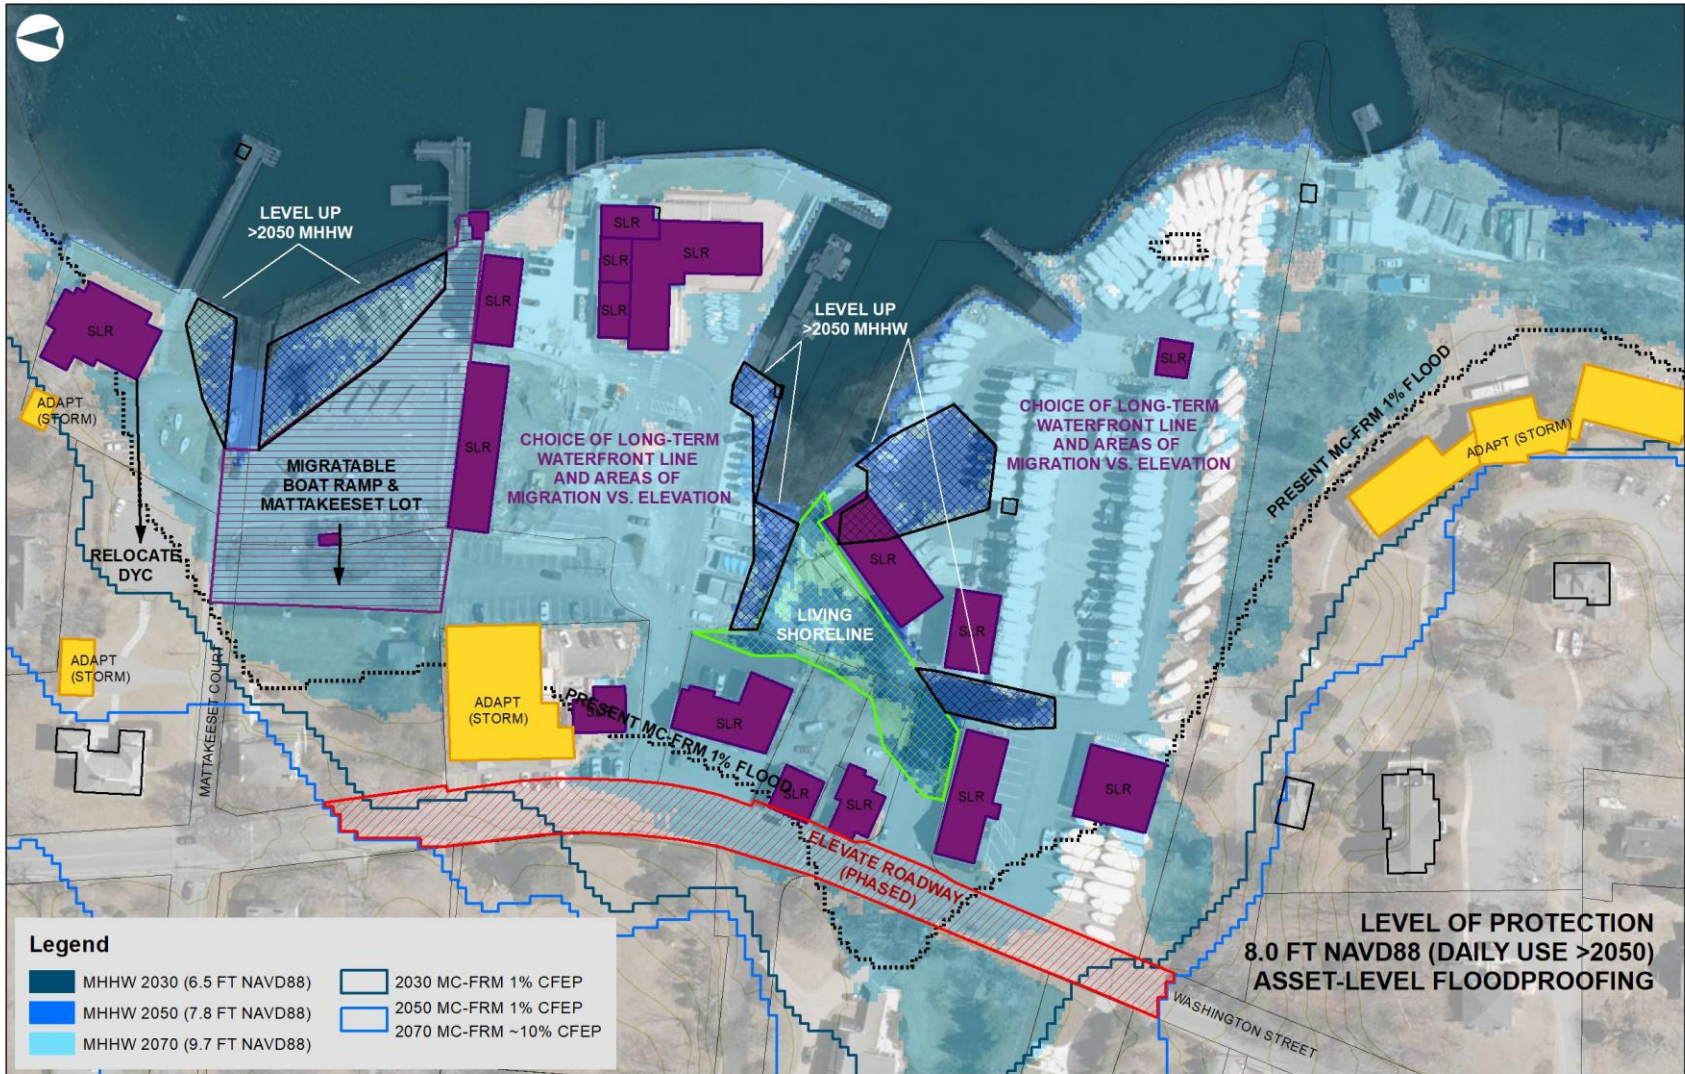 LEVEL UP
>2050 MHHW
SLR
SLR
SLR
SLR
SLR
LEVEL UP
>2050 MHHW
SLR
PRESENT MC-FRM 1% FLOOD
ADAPT
(STORM)
SLR
CHOICE OF LONG-TERM
WATERFRONT LINE
AND AREAS OF
MIGRATION VS. ELEVATION
CHOICE OF LONG-TERM
WATERFRONT LINE
AND AREAS OF
MIGRATION VS. ELEVATION
ADAPT (STORM)
MIGRATABLE
BOAT RAMP &
MATTAKEESET LOT
RELOCATE
DYC
SLR
LIVING
SHORELINE
SLR
ADAPT
(STORM)
MATTAKEESET COURT
ADAPT
(STORM)
SLR
PRESENT MC-FRM 1% FLOOD
SLR
SLR
SLR
SLR
SLR
ELEVATE ROADWAY
(PHASED)
LEVEL OF PROTECTION
8.0 FT NAVD88 (DAILY USE >2050)
ASSET-LEVEL FLOODPROOFING
WASHINGTON STREET
Legend
MHHW 2030 (6.5 FT NAVD88)
MHHW 2050 (7.8 FT NAVD88)
MHHW 2070 (9.7 FT NAVD88)
2030 MC-FRM 1% CFEP
2050 MC-FRM 1% CFEP
2070 MC-FRM ~10% CFEP